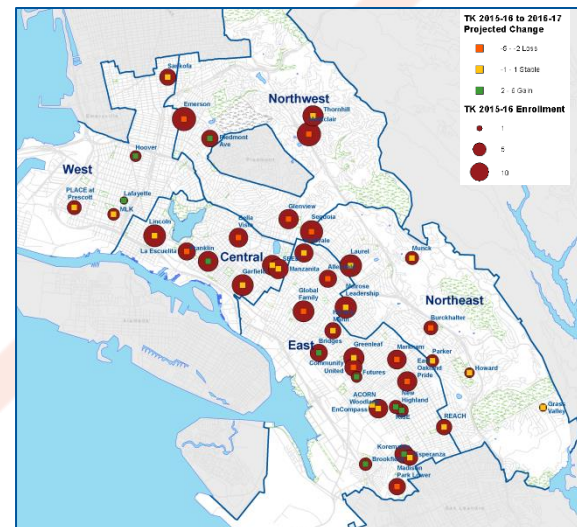 TK 2015-16 to 2016-17
Projected Change
-5 - -2 Loss
-1 - 1 Stable
2 - 6 Gain
TK 2015-16 Enrollment
1
5
10
Sankofa
Emerson
Northwest
Thornhill
Piedmont
Ave
Hoover
West
PLACE at
Prescott
Lafayette
MLK
Lincoln
La Escuelita
Franklin
Bella
Vista
Glenview
Sequoia
Central
Garfield
Manzanita
Laurel
Munck
Allendale
Global
Family
Melrose
Leadership
Northeast
Burckhalter
Bridges
East
Greenleaf
Markham
Parker
Community
United
Futures
East
Oakland
Pride
Howard
Grass
Valley
ACORN
Woodland
EnCompass
New
Highland
RISE
REACH
Korematsu
Esperanza
Brookfield
Madison
Park Lower